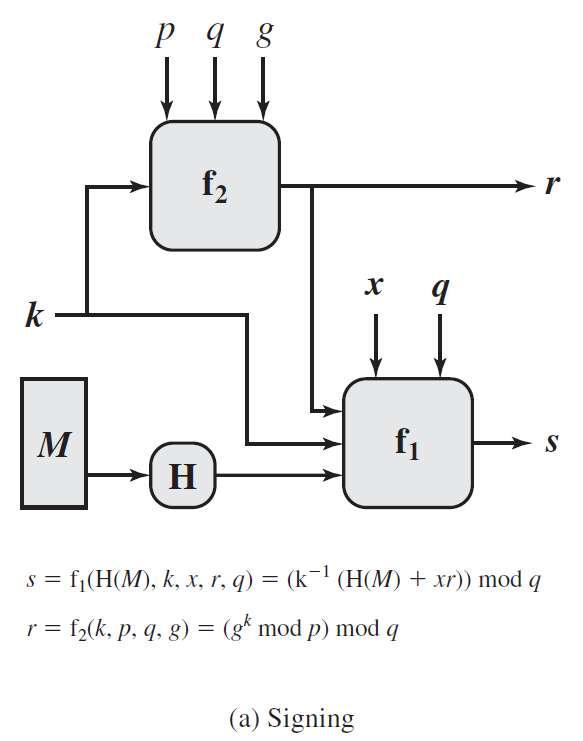 p q g
f₂
r
x q
k
M
f₁
s
H
s = f₁(H(M), k, x, r, q) = (k⁻¹ (H(M) + xr)) mod q
r = f₂(k, p, q, g) = (gᵏ mod p) mod q
(a) Signing